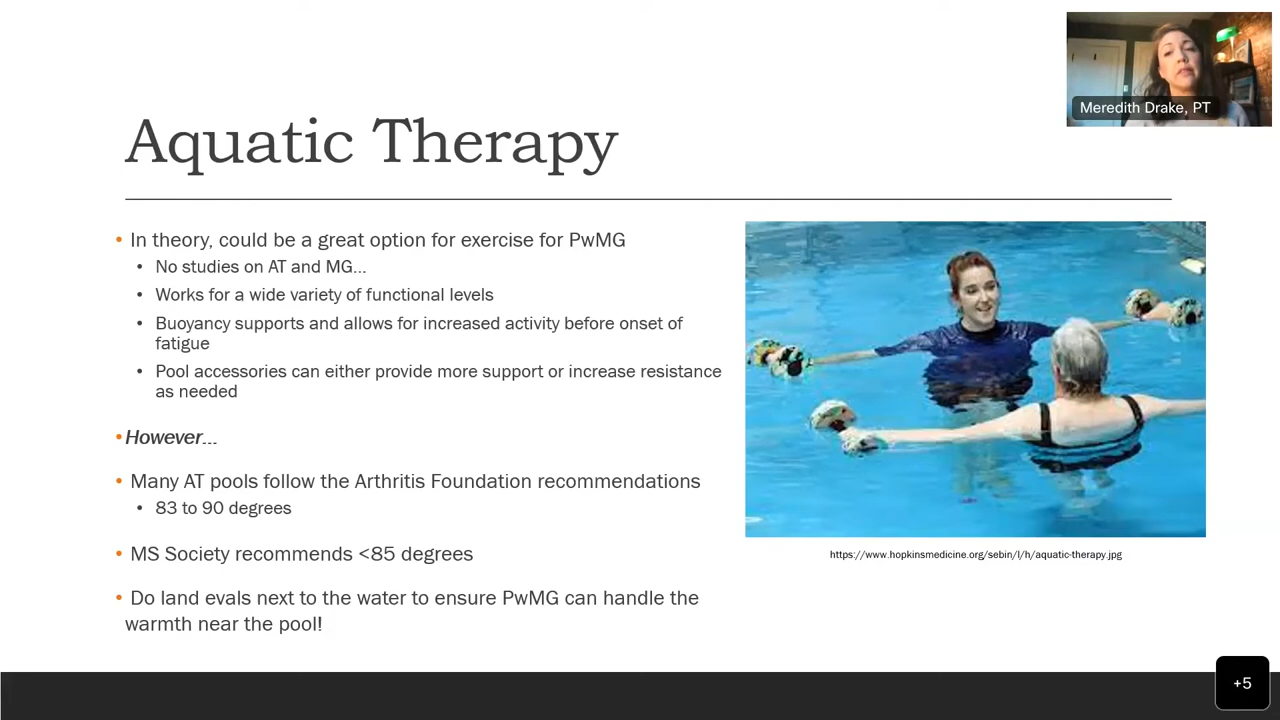 Meredith Drake, PT
Aquatic Therapy
• In theory, could be a great option for exercise for PwMG
• No studies on AT and MG...
• Works for a wide variety of functional levels
• Buoyancy supports and allows for increased activity before onset of
fatigue
• Pool accessories can either provide more support or increase resistance
as needed
• However...
• Many AT pools follow the Arthritis Foundation recommendations
• 83 to 90 degrees
• MS Society recommends <85 degrees
• Do land evals next to the water to ensure PwMG can handle the
warmth near the pool!
https://www.hopkinsmedicine.org/sebin/l/h/aquatic-therapy.jpg
+5